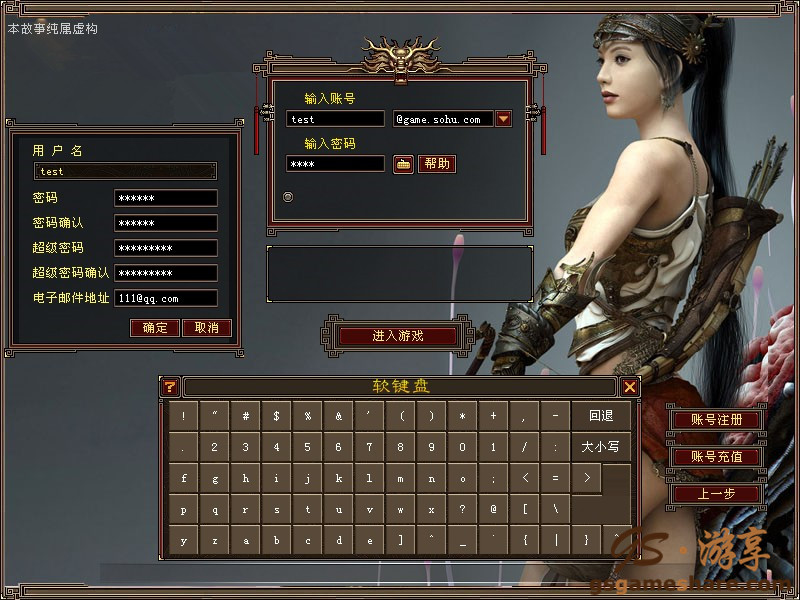 本故事纯属虚构
输入账号
test @game.sohu.com
输入密码
**** 帮助
用户名
test
密码 ******
密码确认 ******
超级密码 *********
超级密码确认 *********
电子邮件地址 111@qq.com
确定 取消
进入游戏
? 软键盘 X
! " # $ % & ' ( ) * + , - 回退
. 2 3 4 5 6 7 8 9 0 1 / : 大小写
f g h i j k l m n o ; < = >
p q r s t u v w x ? @ [ \
y z a b c d e ] ^ _ ` { | }
账号注册
账号充值
上一步
游享